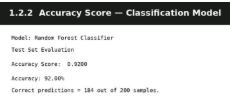 1.2.2 Accuracy Score — Classification Model
Model: Random Forest Classifier
Test Set Evaluation
Accuracy Score: 0.9200
Accuracy: 92.00%
Correct predictions = 184 out of 200 samples.